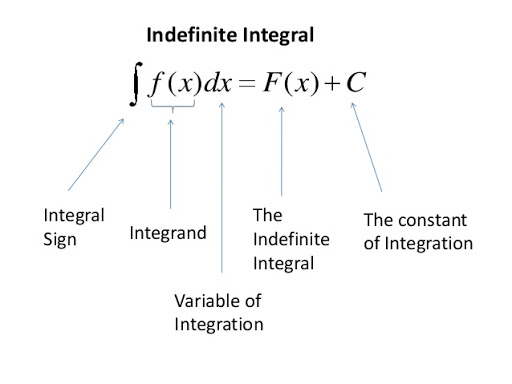 Indefinite Integral
∫ f(x)dx = F(x) + C
Integral
Sign
Integrand
The
Indefinite
Integral
The constant
of Integration
Variable of
Integration